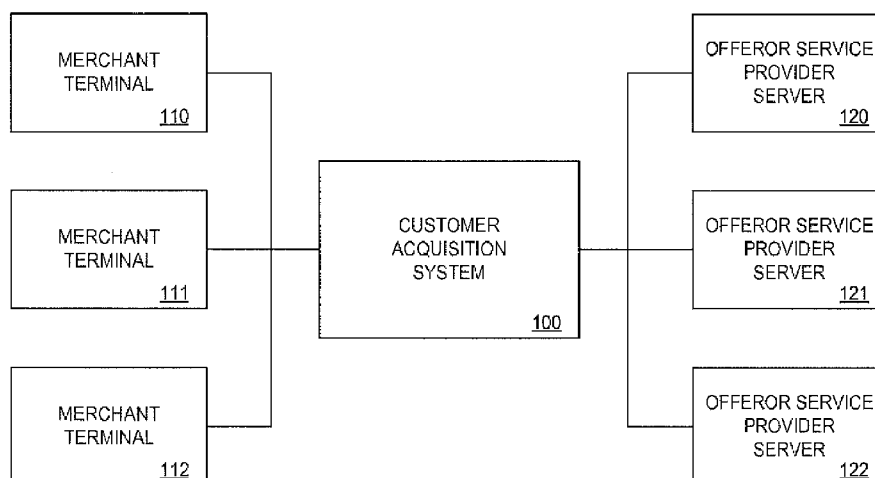 MERCHANT
TERMINAL
110
MERCHANT
TERMINAL
111
MERCHANT
TERMINAL
112
CUSTOMER
ACQUISITION
SYSTEM
100
OFFEROR SERVICE
PROVIDER
SERVER
120
OFFEROR SERVICE
PROVIDER
SERVER
121
OFFEROR SERVICE
PROVIDER
SERVER
122